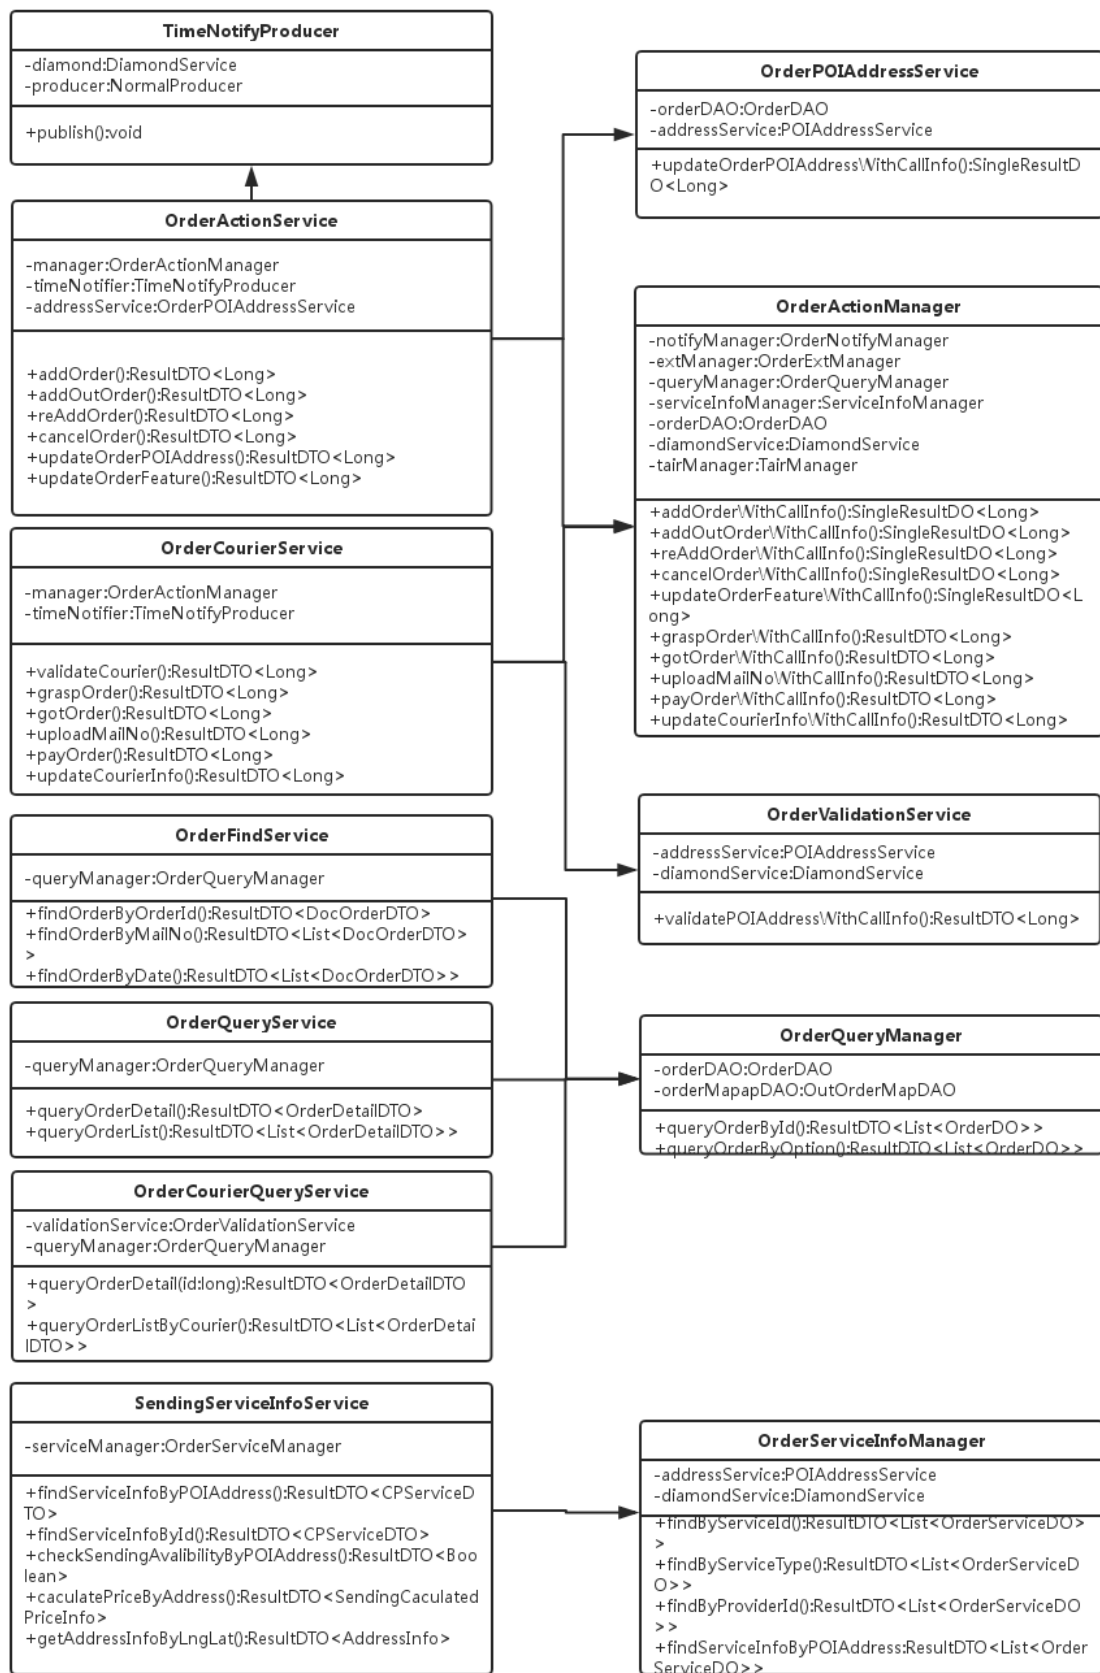 TimeNotifyProducer
-diamond:DiamondService
-producer:NormalProducer
+publish():void
OrderActionService
-manager:OrderActionManager
-timeNotifier:TimeNotifyProducer
-addressService:OrderPOIAddressService
+addOrder():ResultDTO<Long>
+addOutOrder():ResultDTO<Long>
+reAddOrder():ResultDTO<Long>
+cancelOrder():ResultDTO<Long>
+updateOrderPOIAddress():ResultDTO<Long>
+updateOrderFeature():ResultDTO<Long>
OrderCourierService
-manager:OrderActionManager
-timeNotifier:TimeNotifyProducer
+validateCourier():ResultDTO<Long>
+graspOrder():ResultDTO<Long>
+gotOrder():ResultDTO<Long>
+uploadMailNo():ResultDTO<Long>
+payOrder():ResultDTO<Long>
+updateCourierInfo():ResultDTO<Long>
OrderFindService
-queryManager:OrderQueryManager
+findOrderByOrderId():ResultDTO<DocOrderDTO>
+findOrderByMailNo():ResultDTO<List<DocOrderDTO>
>
+findOrderByDate():ResultDTO<List<DocOrderDTO>>
OrderQueryService
-queryManager:OrderQueryManager
+queryOrderDetail():ResultDTO<OrderDetailDTO>
+queryOrderList():ResultDTO<List<OrderDetailDTO>>
OrderCourierQueryService
-validationService:OrderValidationService
-queryManager:OrderQueryManager
+queryOrderDetail(id:long):ResultDTO<OrderDetailDTO
>
+queryOrderListByCourier():ResultDTO<List<OrderDetai
lDTO>>
SendingServiceInfoService
-serviceManager:OrderServiceManager
+findServiceInfoByPOIAddress():ResultDTO<CPServiceD
TO>
+findServiceInfoById():ResultDTO<CPServiceDTO>
+checkSendingAvalibilityByPOIAddress():ResultDTO<Boo
lean>
+caculatePriceByAddress():ResultDTO<SendingCaculated
PriceInfo>
+getAddressInfoByLngLat():ResultDTO<AddressInfo>
OrderPOIAddressService
-orderDAO:OrderDAO
-addressService:POIAddressService
+updateOrderPOIAddressWithCallInfo():SingleResultD
O<Long>
OrderActionManager
-notifyManager:OrderNotifyManager
-extManager:OrderExtManager
-queryManager:OrderQueryManager
-serviceInfoManager:ServiceInfoManager
-orderDAO:OrderDAO
-diamondService:DiamondService
-tairManager:TairManager
+addOrderWithCallInfo():SingleResultDO<Long>
+addOutOrderWithCallInfo():SingleResultDO<Long>
+reAddOrderWithCallInfo():SingleResultDO<Long>
+cancelOrderWithCallInfo():SingleResultDO<Long>
+updateOrderFeatureWithCallInfo():SingleResultDO<L
ong>
+graspOrderWithCallInfo():ResultDTO<Long>
+gotOrderWithCallInfo():ResultDTO<Long>
+uploadMailNoWithCallInfo():ResultDTO<Long>
+payOrderWithCallInfo():ResultDTO<Long>
+updateCourierInfoWithCallInfo():ResultDTO<Long>
OrderValidationService
-addressService:POIAddressService
-diamondService:DiamondService
+validatePOIAddressWithCallInfo():ResultDTO<Long>
OrderQueryManager
-orderDAO:OrderDAO
-orderMapapDAO:OutOrderMapDAO
+queryOrderById():ResultDTO<List<OrderDO>>
+queryOrderByOption():ResultDTO<List<OrderDO>>
OrderServiceInfoManager
-addressService:POIAddressService
-diamondService:DiamondService
+findByServiceId():ResultDTO<List<OrderServiceDO>
>
+findByServiceType():ResultDTO<List<OrderServiceD
O>>
+findByProviderId():ResultDTO<List<OrderServiceDO
>>
+findServiceInfoByPOIAddress:ResultDTO<List<Order
ServiceDO>>